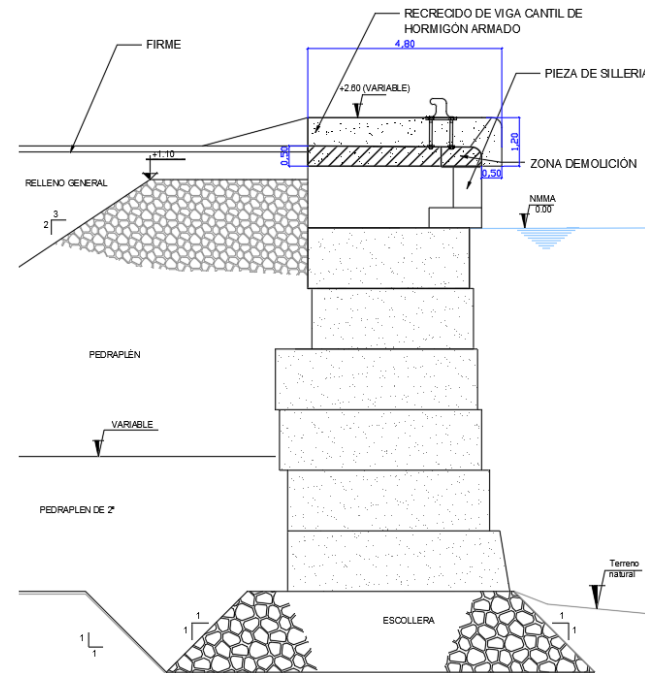 RECRECIDO DE VIGA CANTIL DE
HORMIGÓN ARMADO
4,80
FIRME
PIEZA DE SILLERIA
+2.60 (VARIABLE)
1,20
0,50
+1.10
ZONA DEMOLICIÓN
0,50
RELLENO GENERAL
NMMA
0.00
3
2
PEDRAPLÉN
VARIABLE
PEDRAPLEN DE 2ª
Terreno
natural
ESCOLLERA
1
1
1
1
1
1